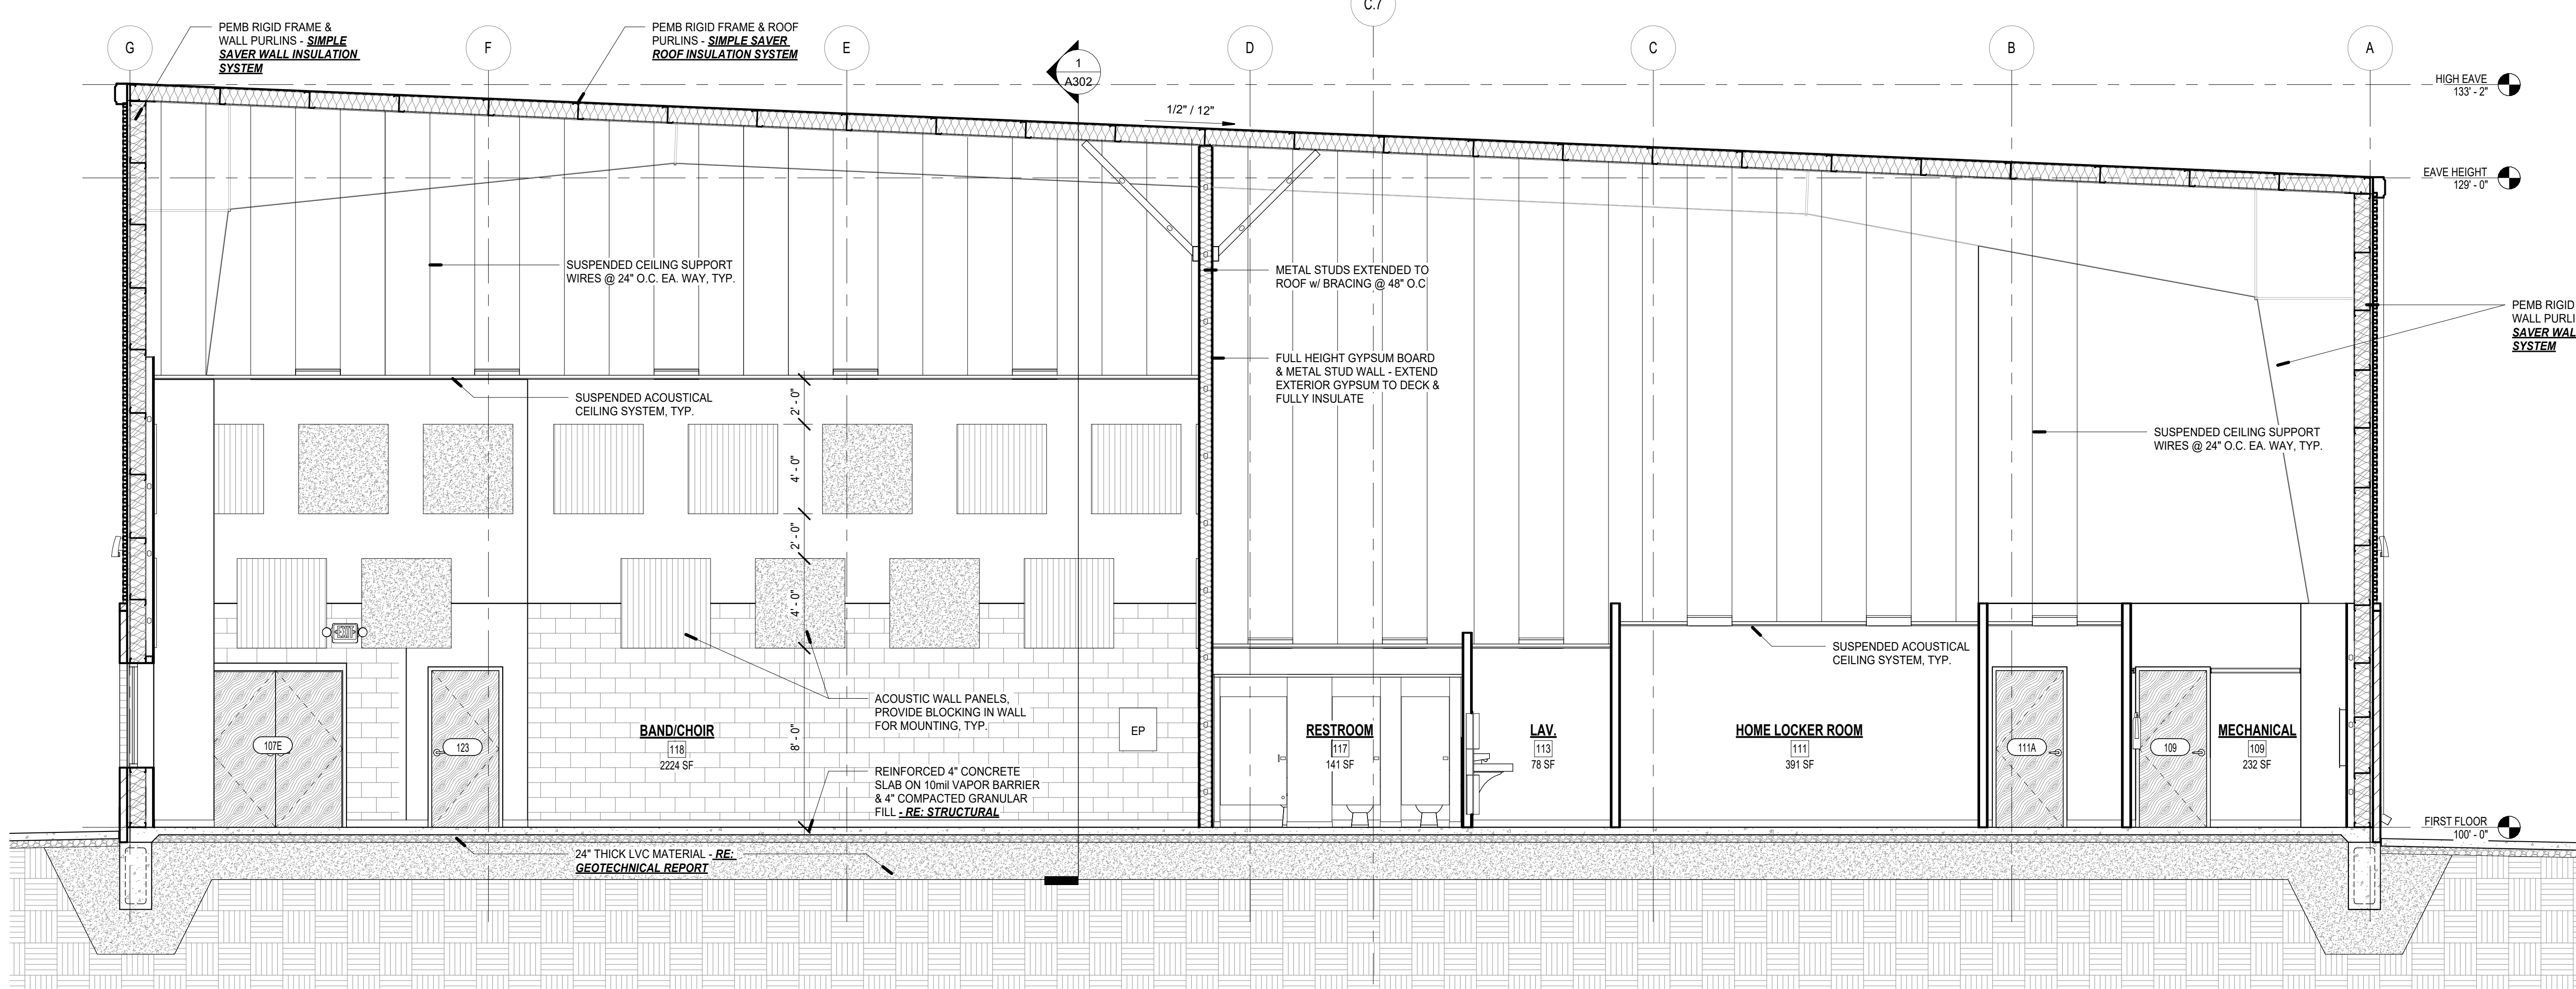 C.7
G
F
E
D
C
B
A
PEMB RIGID FRAME &
WALL PURLINS - SIMPLE
SAVER WALL INSULATION
SYSTEM
PEMB RIGID FRAME & ROOF
PURLINS - SIMPLE SAVER
ROOF INSULATION SYSTEM
1
A302
1/2" / 12"
HIGH EAVE
133' - 2"
EAVE HEIGHT
129' - 0"
SUSPENDED CEILING SUPPORT
WIRES @ 24" O.C. EA. WAY, TYP.
METAL STUDS EXTENDED TO
ROOF w/ BRACING @ 48" O.C
PEMB RIGID
WALL PURLI
SAVER WAL
SYSTEM
FULL HEIGHT GYPSUM BOARD
& METAL STUD WALL - EXTEND
EXTERIOR GYPSUM TO DECK &
FULLY INSULATE
SUSPENDED ACOUSTICAL
CEILING SYSTEM, TYP.
2' - 0"
4' - 0"
2' - 0"
4' - 0"
8' - 0"
SUSPENDED CEILING SUPPORT
WIRES @ 24" O.C. EA. WAY, TYP.
EXIT
SUSPENDED ACOUSTICAL
CEILING SYSTEM, TYP.
ACOUSTIC WALL PANELS,
PROVIDE BLOCKING IN WALL
FOR MOUNTING, TYP.
107E
123
BAND/CHOIR
118
2224 SF
EP
RESTROOM
117
141 SF
LAV.
113
78 SF
HOME LOCKER ROOM
111
391 SF
111A
109
MECHANICAL
109
232 SF
REINFORCED 4" CONCRETE
SLAB ON 10mil VAPOR BARRIER
& 4" COMPACTED GRANULAR
FILL - RE: STRUCTURAL
FIRST FLOOR
100' - 0"
24" THICK LVC MATERIAL - RE:
GEOTECHNICAL REPORT